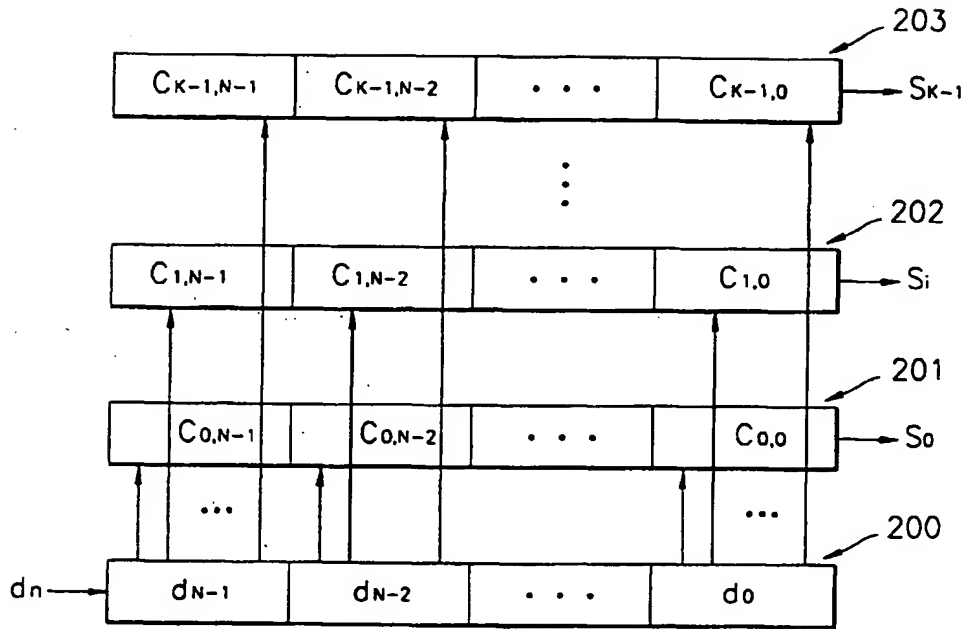 203
CK-1,N-1 CK-1,N-2 • • • CK-1,0 SK-1
202
C1,N-1 C1,N-2 • • • C1,0 Si
201
C0,N-1 C0,N-2 • • • C0,0 S0
••• •••
200
dn dN-1 dN-2 • • • d0